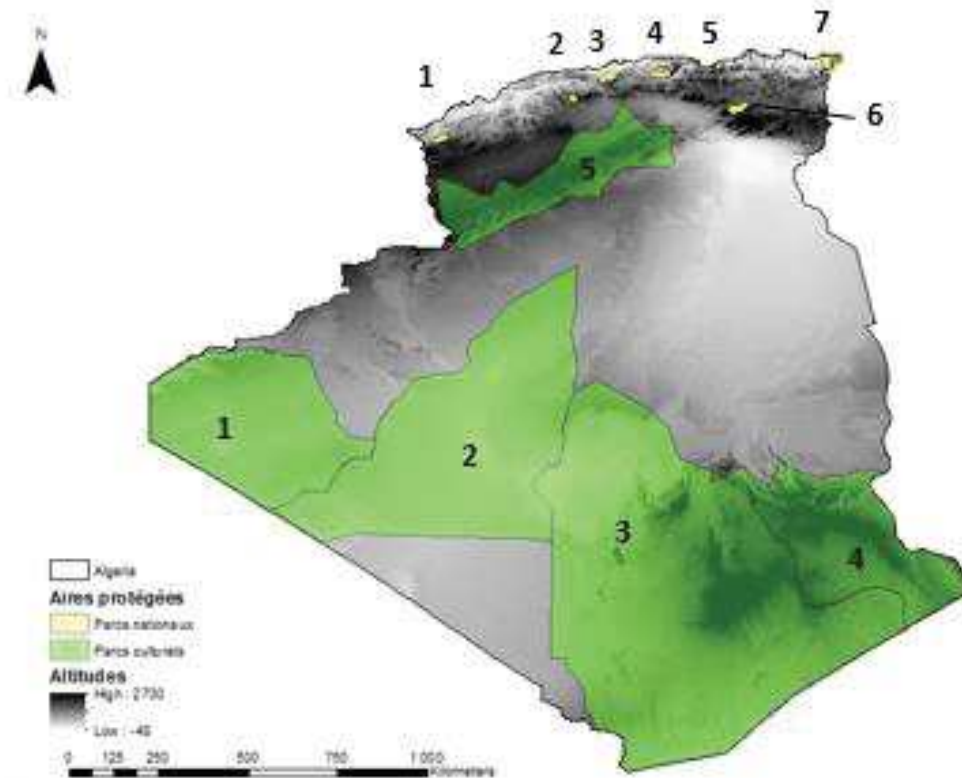 N
1 2 3 4 5 7
6
5
1
2
3
4
Algeria
Aires protégées
Parcs nationaux
Parcs culturels
Altitudes
High : 2700
Low : -40
0 125 250 500 750 1 000
Kilometers